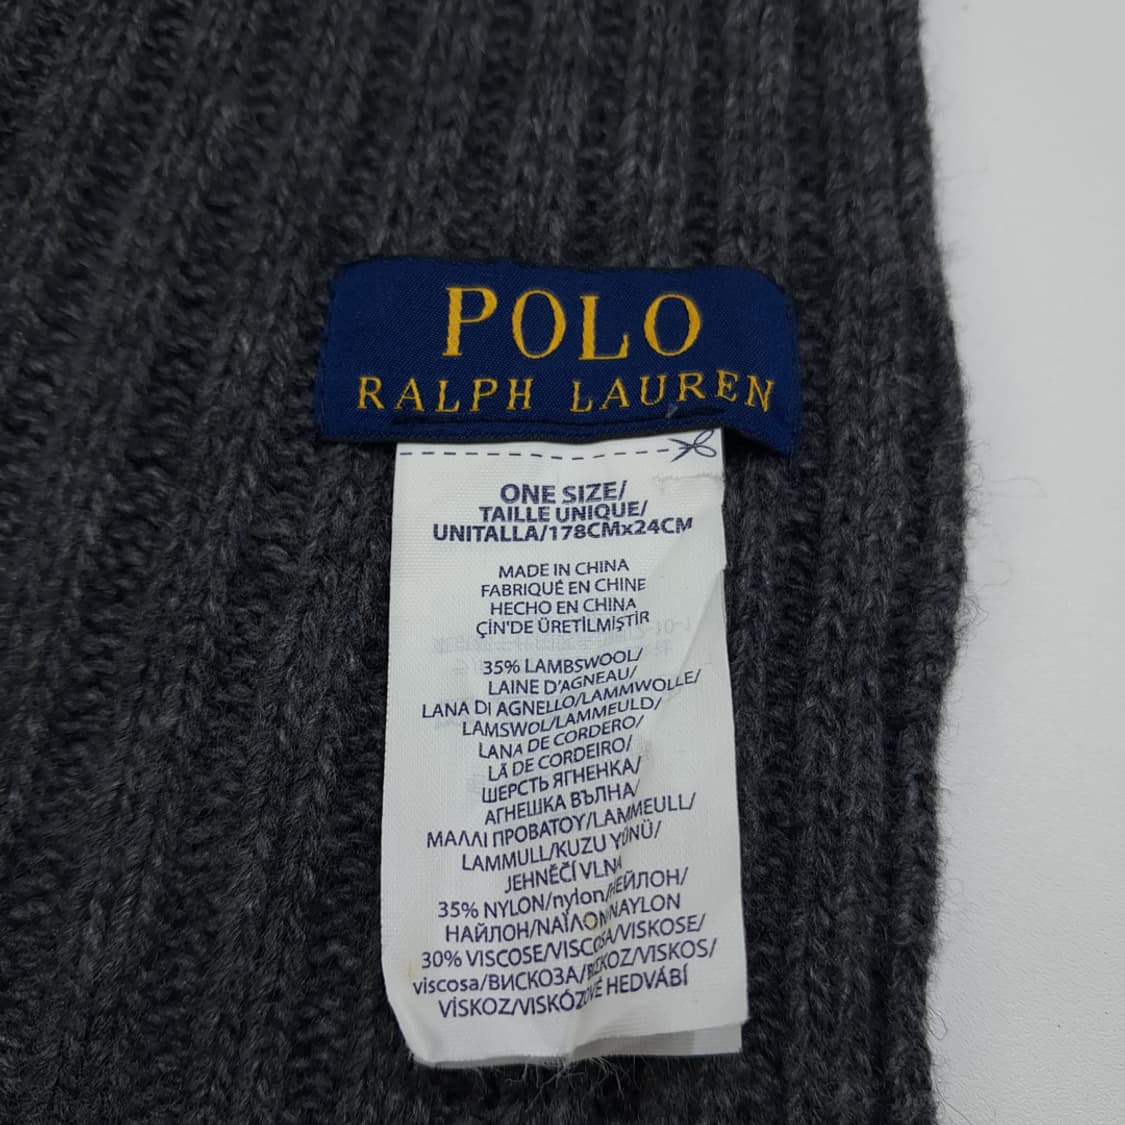 POLO
RALPH LAUREN
ONE SIZE/
TAILLE UNIQUE/
UNITALLA/178CMx24CM
MADE IN CHINA
FABRIQUÉ EN CHINE
HECHO EN CHINA
ÇİN'DE ÜRETİLMİŞTİR
35% LAMBSWOOL/
LAINE D'AGNEAU/
LANA DI AGNELLO/LAMMWOLLE/
LAMSWOL/LAMMEULD/
LANA DE CORDERO/
LÃ DE CORDEIRO/
ШЕРСТЬ ЯГНЕНКА/
АГНЕШКА ВЪЛНА/
ΜΑΛΛΙ ΠΡΟΒΑΤΟΥ/LAMMEULL/
LAMMULL/KUZU YÜNÜ/
JEHNĚČÍ VLNA
35% NYLON/nylon/НЕЙЛОН/
НАЙЛОН/ΝΑΪΛΟΝ/NAYLON
30% VISCOSE/VISCOSA/VISKOSE/
viscosa/ВИСКОЗА/ΒΙΖΚΟΖ/VISKOS/
VİSKOZ/VISKÓZOVÉ HEDVÁBÍ